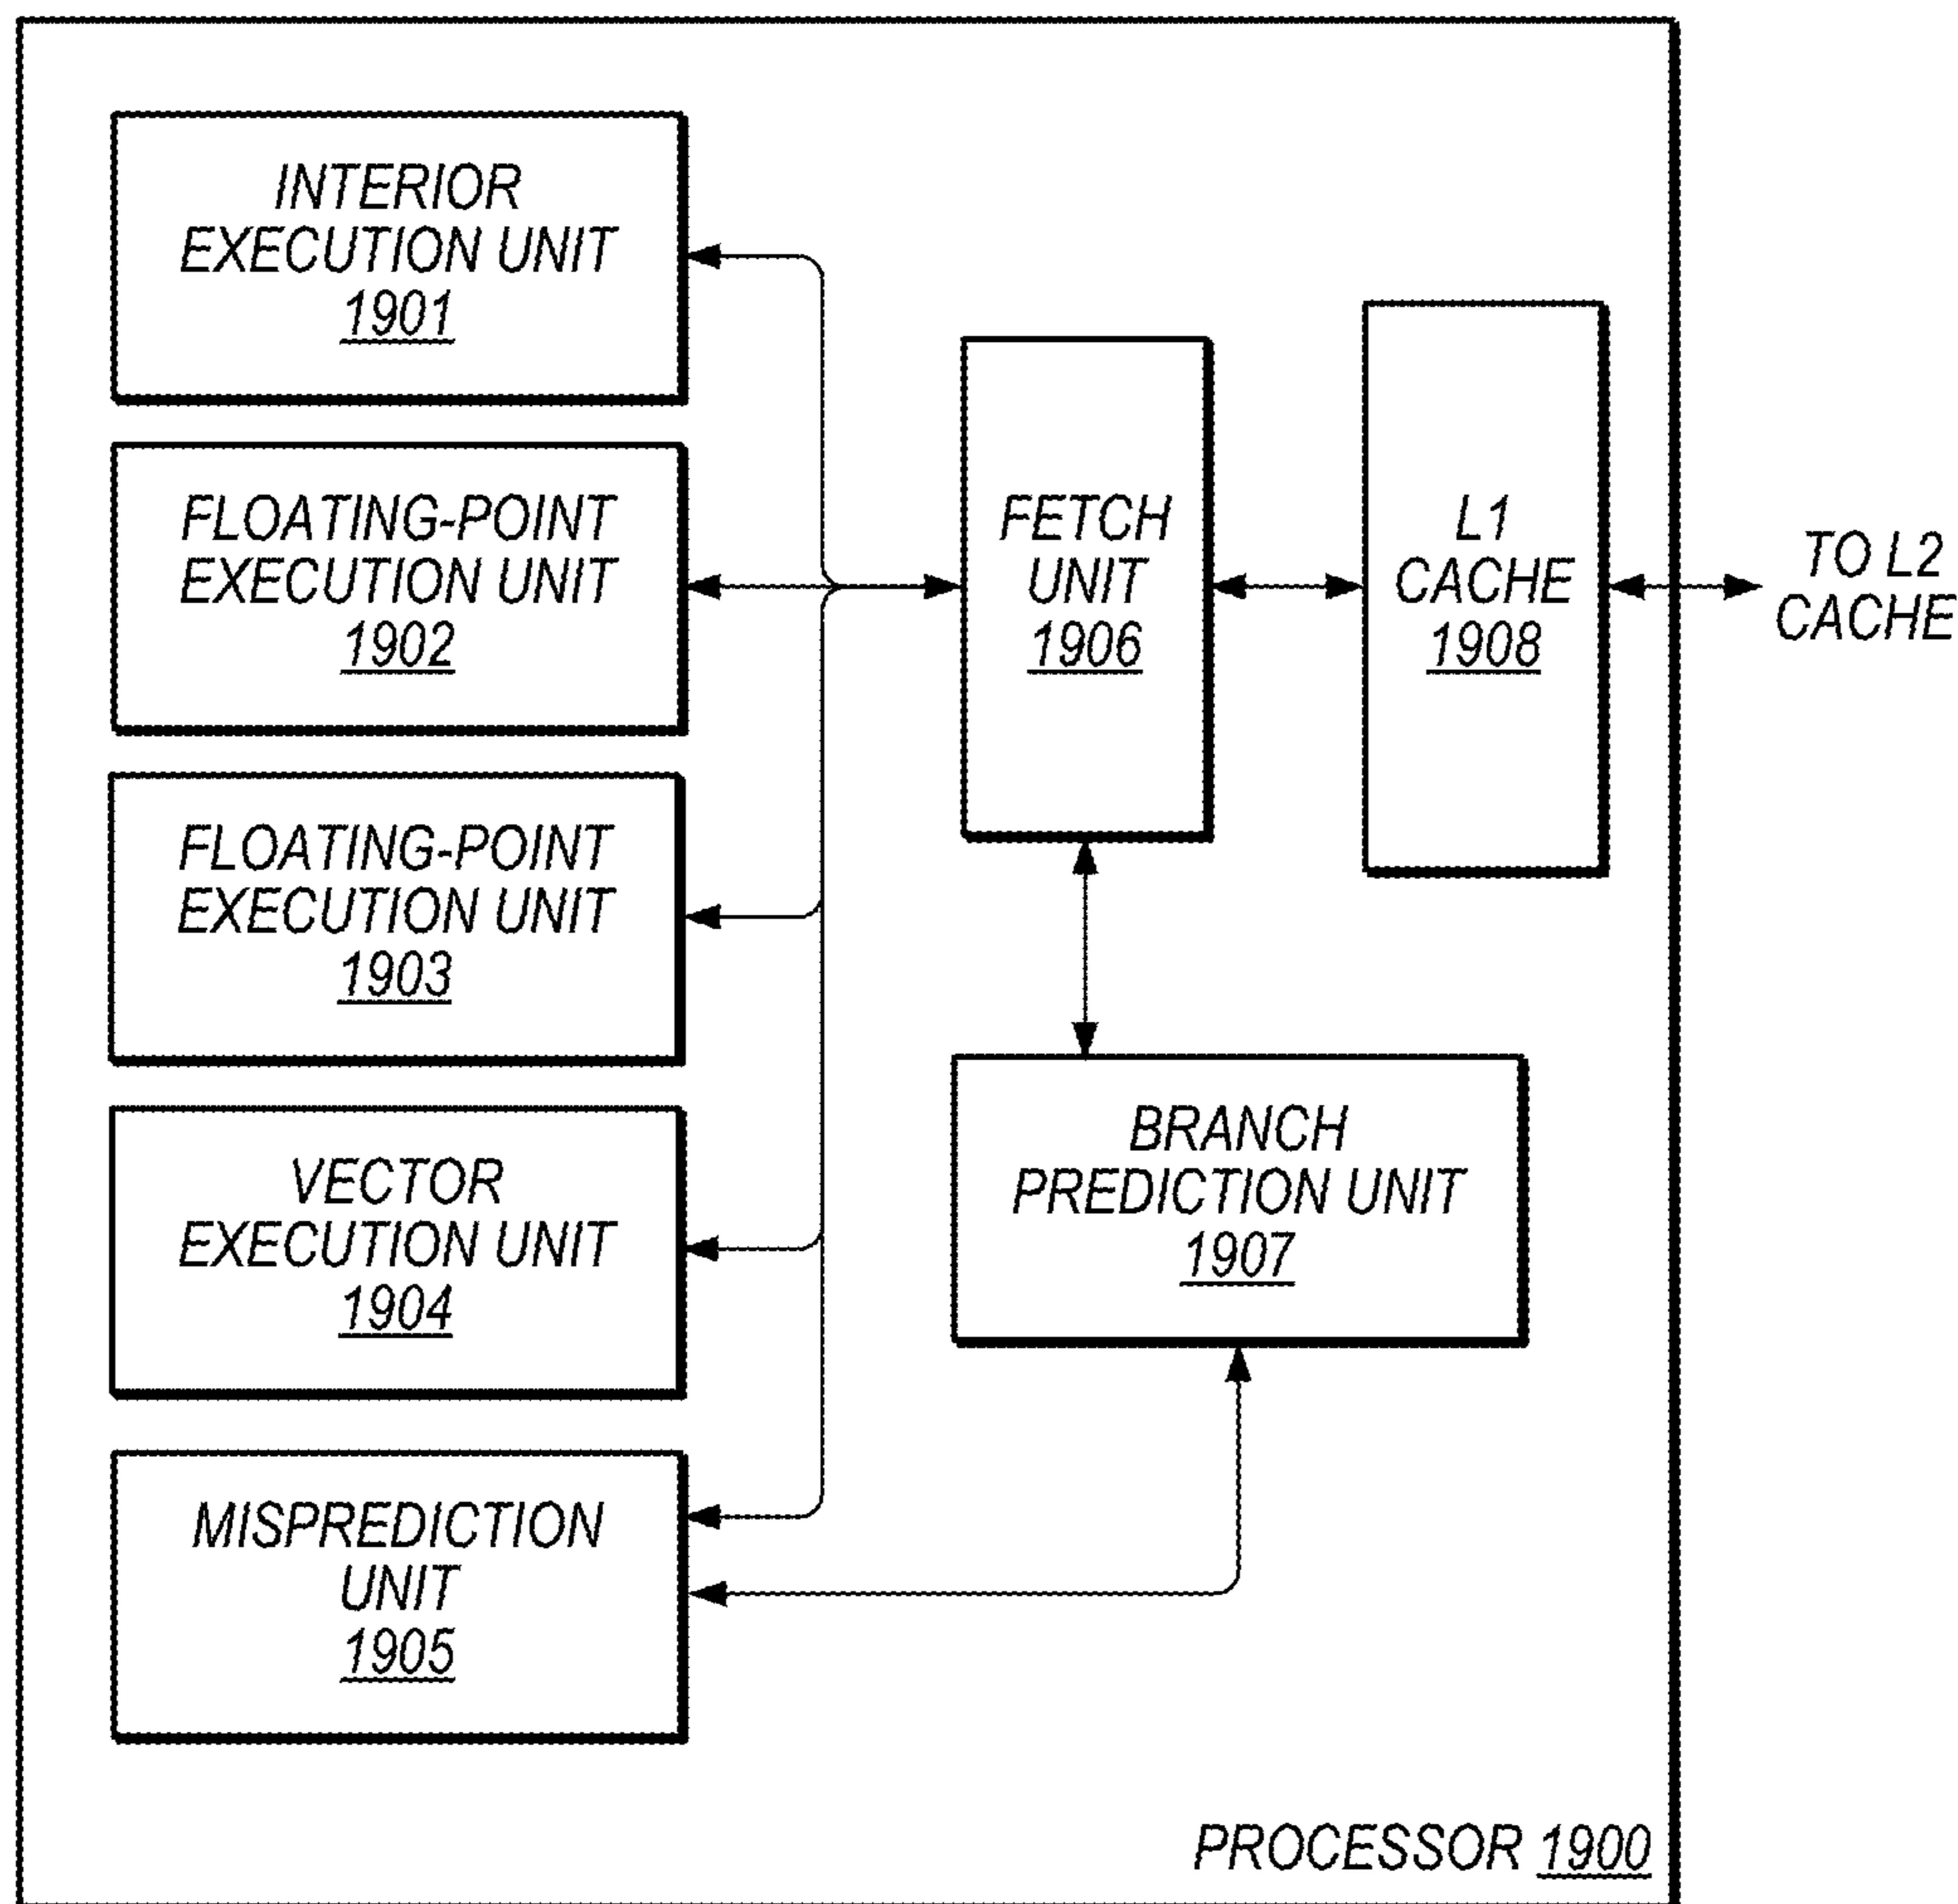 INTERIOR
EXECUTION UNIT
1901
FLOATING-POINT
EXECUTION UNIT
1902
FLOATING-POINT
EXECUTION UNIT
1903
VECTOR
EXECUTION UNIT
1904
MISPREDICTION
UNIT
1905
FETCH
UNIT
1906
L1
CACHE
1908
TO L2
CACHE
BRANCH
PREDICTION UNIT
1907
PROCESSOR 1900